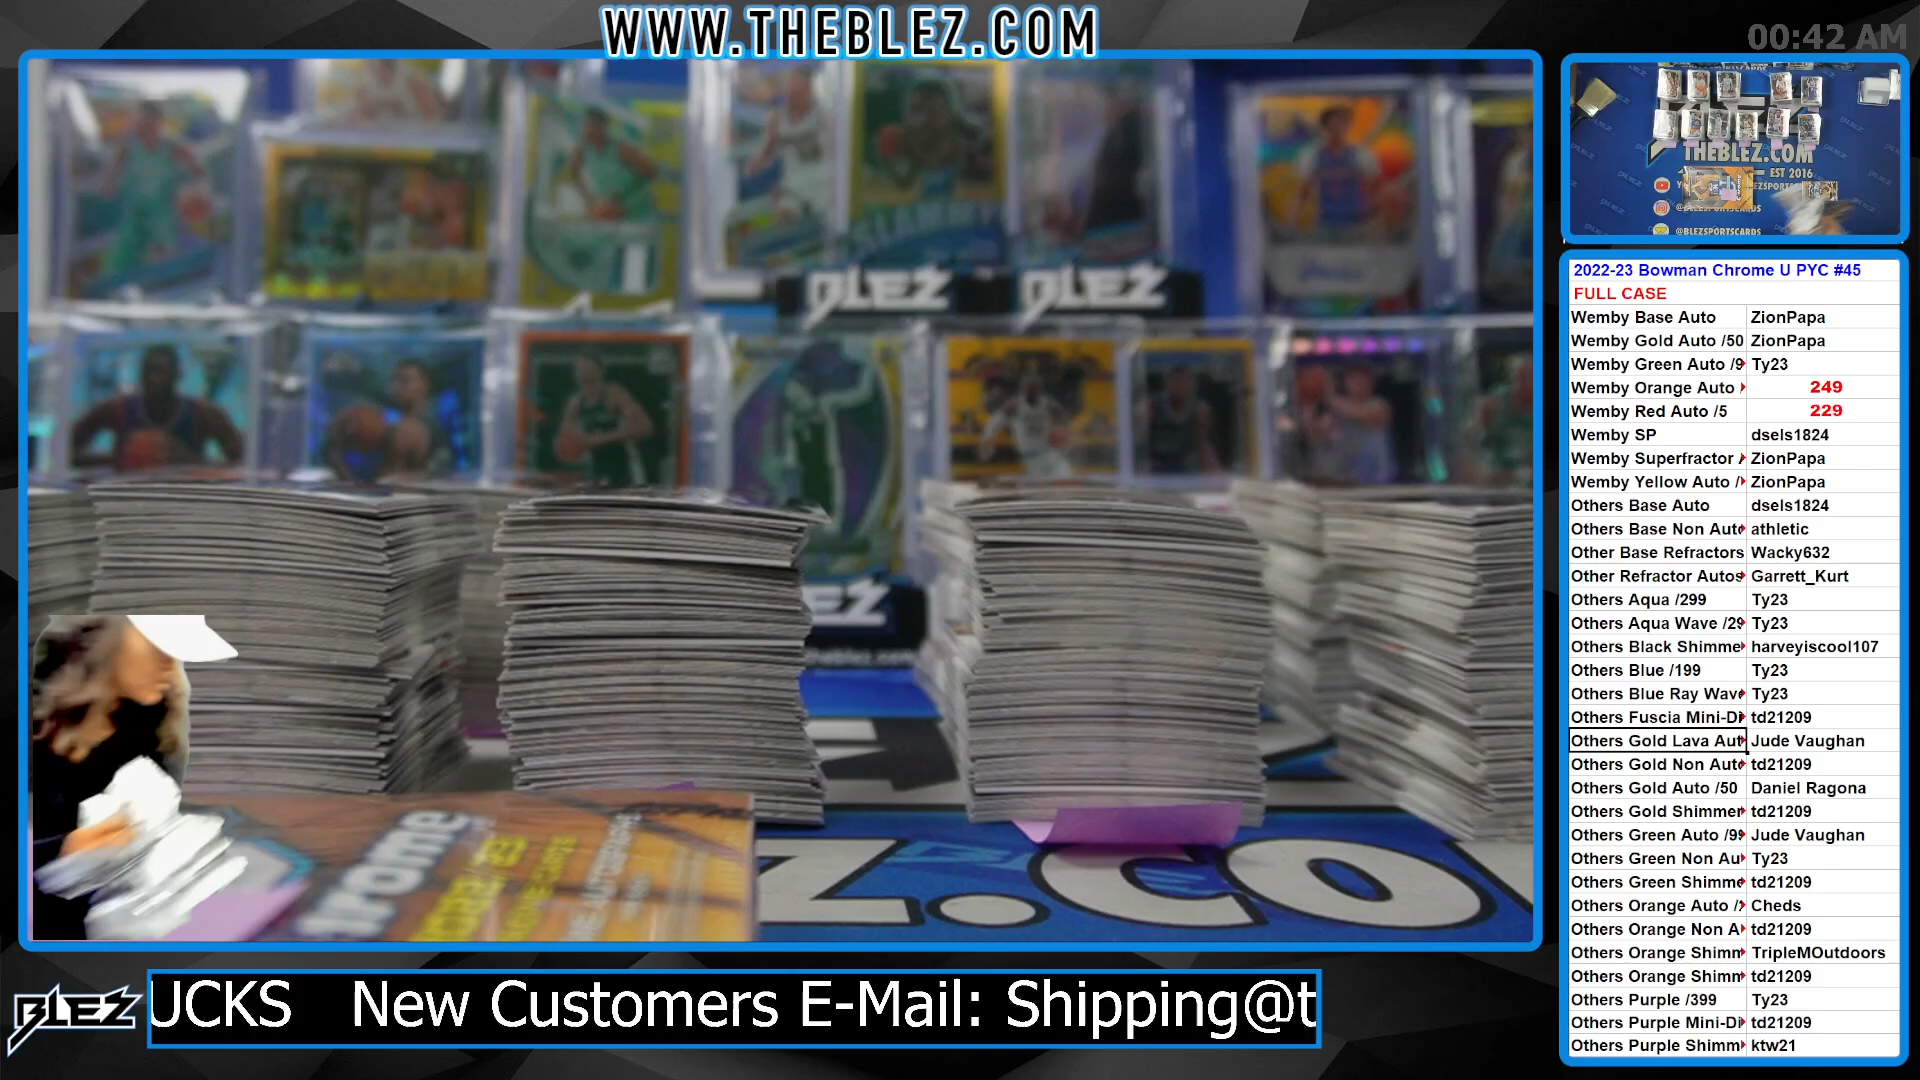 WWW.THEBLEZ.COM
00:42 AM
BLEZ
BLEZ
THEBLEZ.COM
EST 2016
@BLEZSPORTSCARDS
@BLEZSPORTSCARDS
2022-23 Bowman Chrome U PYC #45
FULL CASE
Wemby Base Auto ZionPapa
Wemby Gold Auto /50 ZionPapa
Wemby Green Auto /9 Ty23
Wemby Orange Auto 249
Wemby Red Auto /5 229
Wemby SP dsels1824
Wemby Superfractor ZionPapa
Wemby Yellow Auto / ZionPapa
Others Base Auto dsels1824
Others Base Non Auto athletic
Other Base Refractors Wacky632
Other Refractor Autos Garrett_Kurt
Others Aqua /299 Ty23
Others Aqua Wave /29 Ty23
Others Black Shimme harveyiscool107
Others Blue /199 Ty23
Others Blue Ray Wave Ty23
Others Fuscia Mini-Di td21209
Others Gold Lava Aut Jude Vaughan
Others Gold Non Auto td21209
Others Gold Auto /50 Daniel Ragona
Others Gold Shimmer td21209
Others Green Auto /99 Jude Vaughan
Others Green Non Au Ty23
Others Green Shimme td21209
Others Orange Auto / Cheds
Others Orange Non A td21209
Others Orange Shimm TripleMOutdoors
Others Orange Shimm td21209
Others Purple /399 Ty23
Others Purple Mini-Di td21209
Others Purple Shimm ktw21
Z.CO
BLEZ
UCKS New Customers E-Mail: Shipping@t